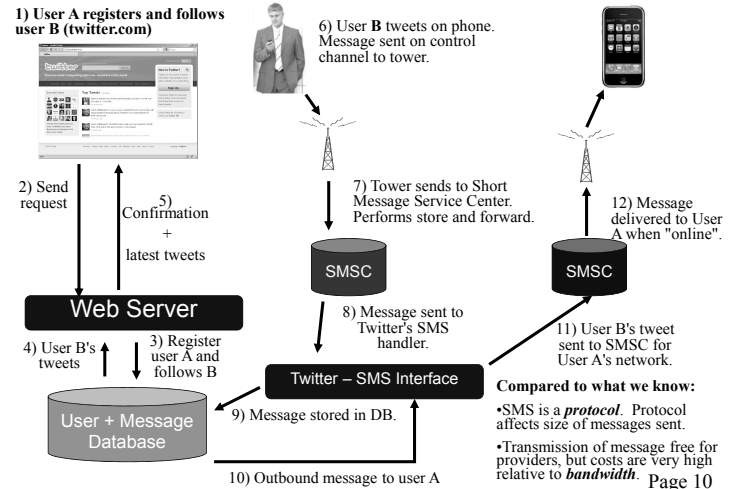 1) User A registers and follows
user B (twitter.com)
twitter
Top Tweets
Sign Up
2) Send
request
5)
Confirmation
+
latest tweets
Web Server
4) User B's
tweets
3) Register
user A and
follows B
User + Message
Database
6) User B tweets on phone.
Message sent on control
channel to tower.
7) Tower sends to Short
Message Service Center.
Performs store and forward.
SMSC
8) Message sent to
Twitter's SMS
handler.
Twitter – SMS Interface
9) Message stored in DB.
10) Outbound message to user A
12) Message
delivered to User
A when "online".
SMSC
11) User B's tweet
sent to SMSC for
User A's network.
Compared to what we know:
•SMS is a protocol. Protocol
affects size of messages sent.
•Transmission of message free for
providers, but costs are very high
relative to bandwidth.
Page 10